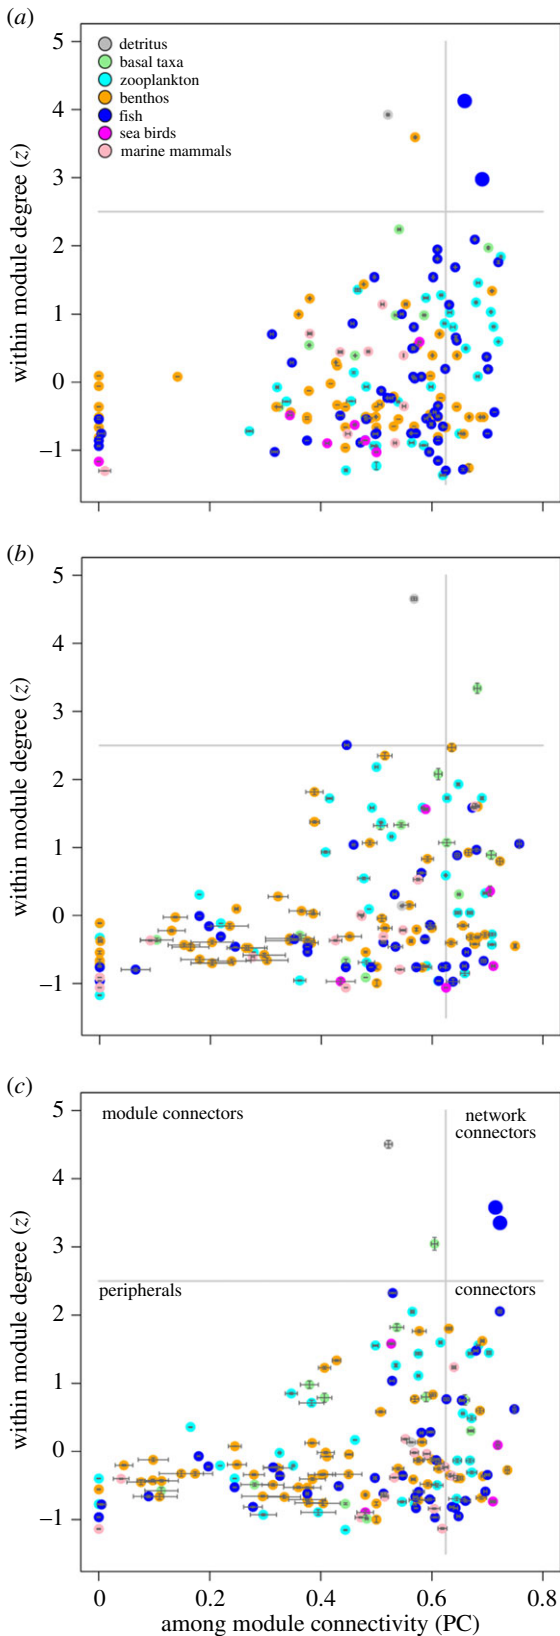 (a)
5
4
3
2
1
0
−1
within module degree (z)
detritus
basal taxa
zooplankton
benthos
fish
sea birds
marine mammals
(b)
5
4
3
2
1
0
−1
within module degree (z)
(c)
5
4
3
2
1
0
−1
within module degree (z)
module connectors
network
connectors
peripherals
connectors
0
0.2
0.4
0.6
0.8
among module connectivity (PC)